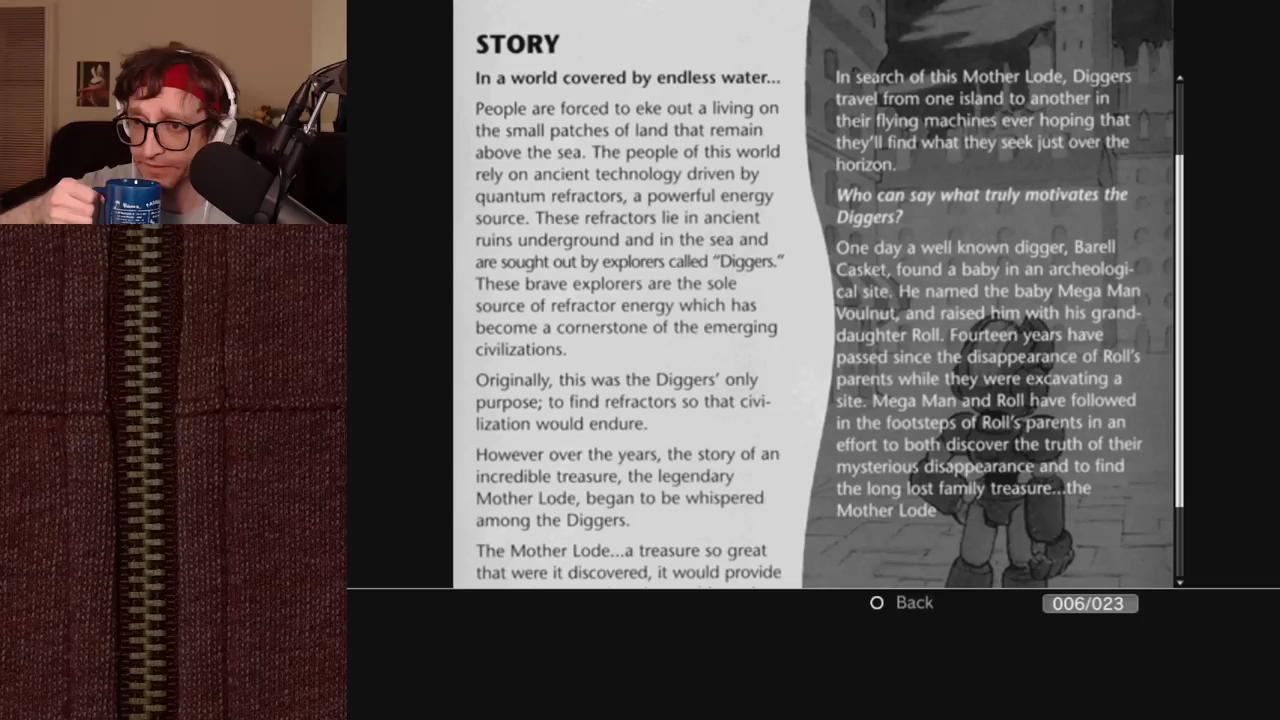 STORY
In a world covered by endless water...
People are forced to eke out a living on
the small patches of land that remain
above the sea. The people of this world
rely on ancient technology driven by
quantum refractors, a powerful energy
source. These refractors lie in ancient
ruins underground and in the sea and
are sought out by explorers called “Diggers.”
These brave explorers are the sole
source of refractor energy which has
become a cornerstone of the emerging
civilizations.
Originally, this was the Diggers’ only
purpose; to find refractors so that civi-
lization would endure.
However over the years, the story of an
incredible treasure, the legendary
Mother Lode, began to be whispered
among the Diggers.
The Mother Lode...a treasure so great
that were it discovered, it would provide
In search of this Mother Lode, Diggers
travel from one island to another in
their flying machines ever hoping that
they’ll find what they seek just over the
horizon.
Who can say what truly motivates the
Diggers?
One day a well known digger, Barell
Casket, found a baby in an archeologi-
cal site. He named the baby Mega Man
Voulnut, and raised him with his grand-
daughter Roll. Fourteen years have
passed since the disappearance of Roll’s
parents while they were excavating a
site. Mega Man and Roll have followed
in the footsteps of Roll’s parents in an
effort to both discover the truth of their
mysterious disappearance and to find
the long lost family treasure...the
Mother Lode
Back
006/023